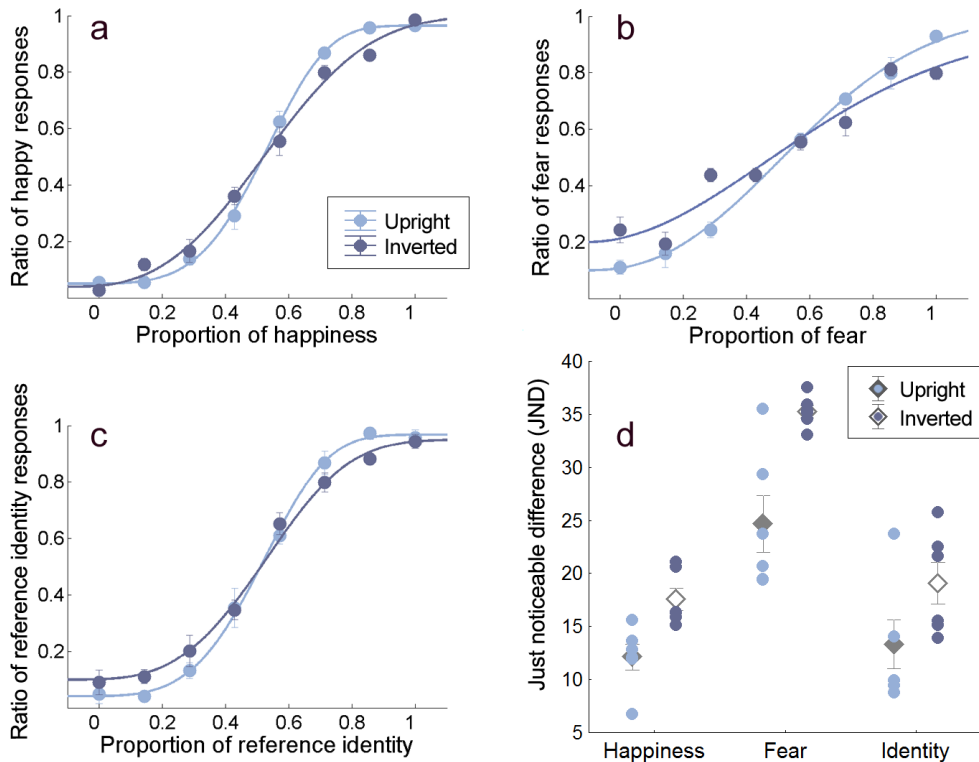 a
Ratio of happy responses
1
0.8
0.6
0.4
0.2
Upright
Inverted
0 0.2 0.4 0.6 0.8 1
Proportion of happiness
b
Ratio of fear responses
1
0.8
0.6
0.4
0.2
0 0.2 0.4 0.6 0.8 1
Proportion of fear
c
Ratio of reference identity responses
1
0.8
0.6
0.4
0.2
0 0.2 0.4 0.6 0.8 1
Proportion of reference identity
d
Just noticeable difference (JND)
40
35
30
25
20
15
10
5
Upright
Inverted
Happiness Fear Identity